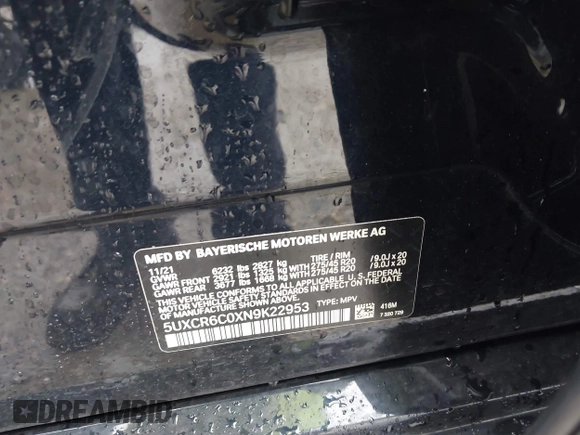 MFD BY BAYERISCHE MOTOREN WERKE AG
11/21 TIRE / RIM
GVWR 6232 lbs 2827 kg
GAWR FRONT 2921 lbs 1325 kg WITH 275/45 R20 /9.0J x 20
GAWR REAR 3677 lbs 1668 kg WITH 275/45 R20 /9.0J x 20
THIS VEHICLE CONFORMS TO ALL APPLICABLE U. S. FEDERAL
MOTOR VEHICLE SAFETY STANDARDS IN EFFECT ON THE DATE
OF MANUFACTURE SHOWN ABOVE.
5UXCR6C0XN9K22953 TYPE: MPV 416M
7 320 728
DREAMBID